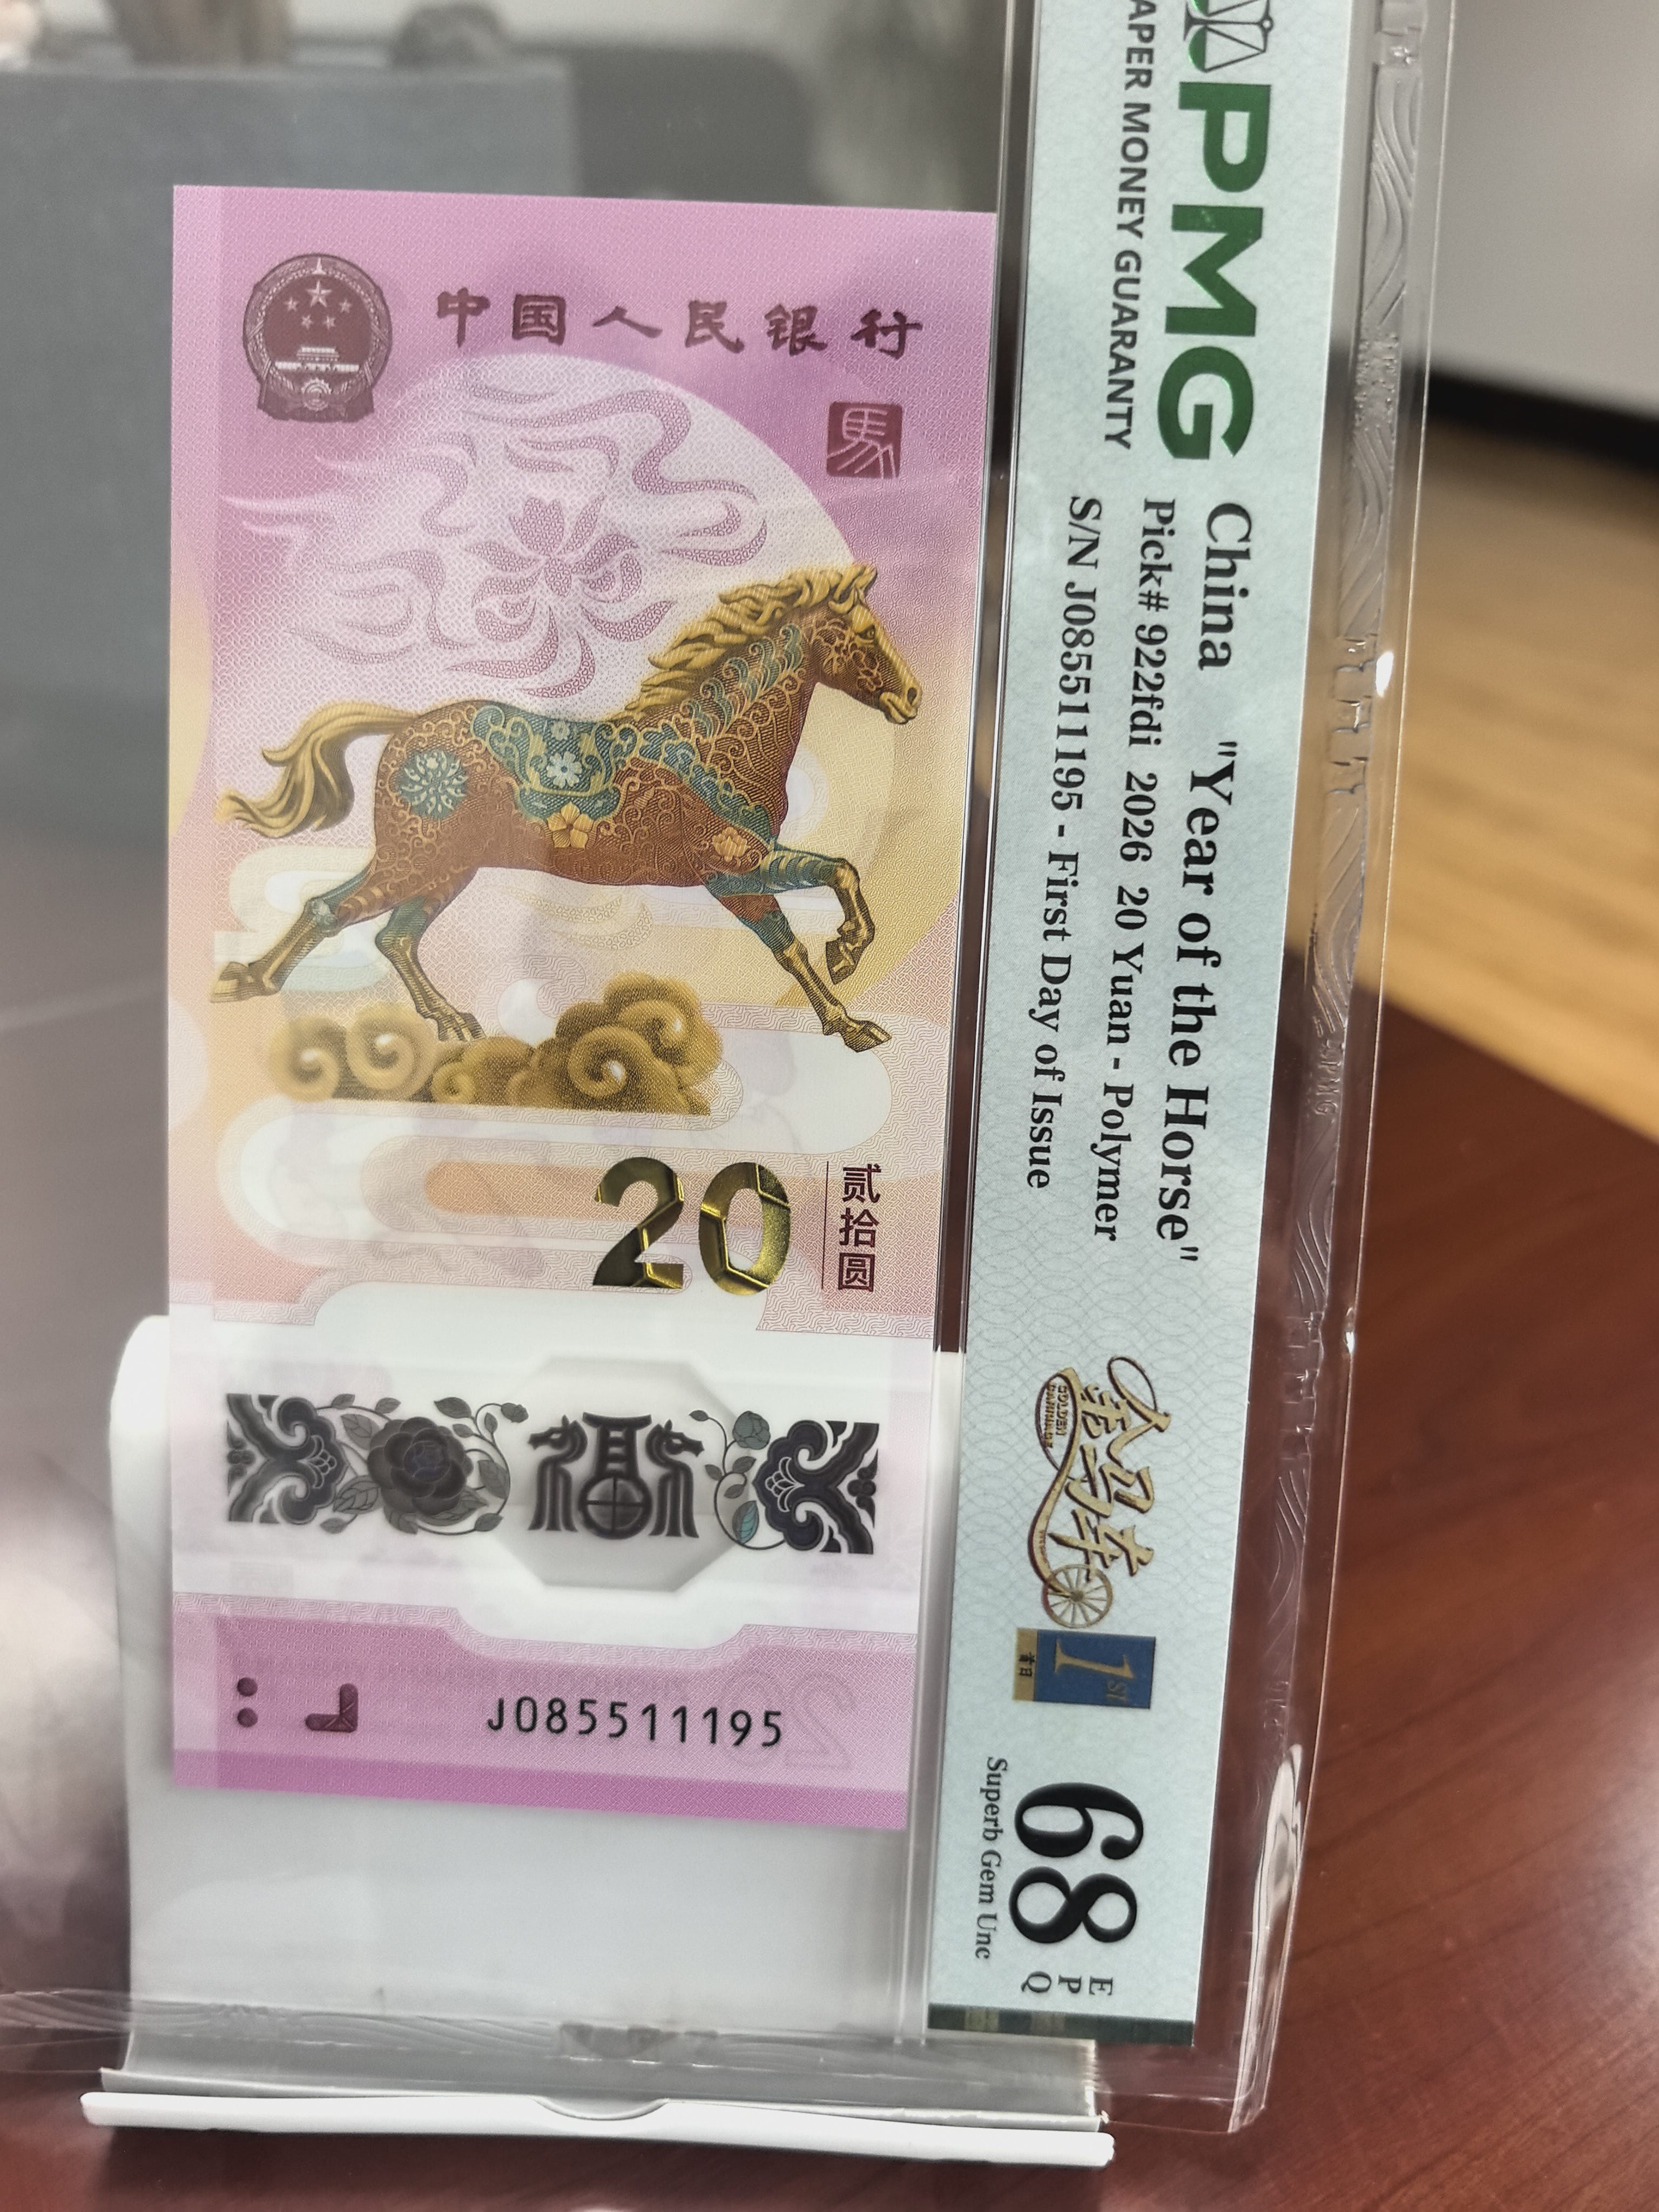 中国人民银行
馬
20
贰拾圆
J085511195
PMG
PAPER MONEY GUARANTY
China "Year of the Horse"
Pick# 922fdi 2026 20 Yuan - Polymer
S/N J085511195 - First Day of Issue
1ST
首日
68 EPQ
Superb Gem Unc